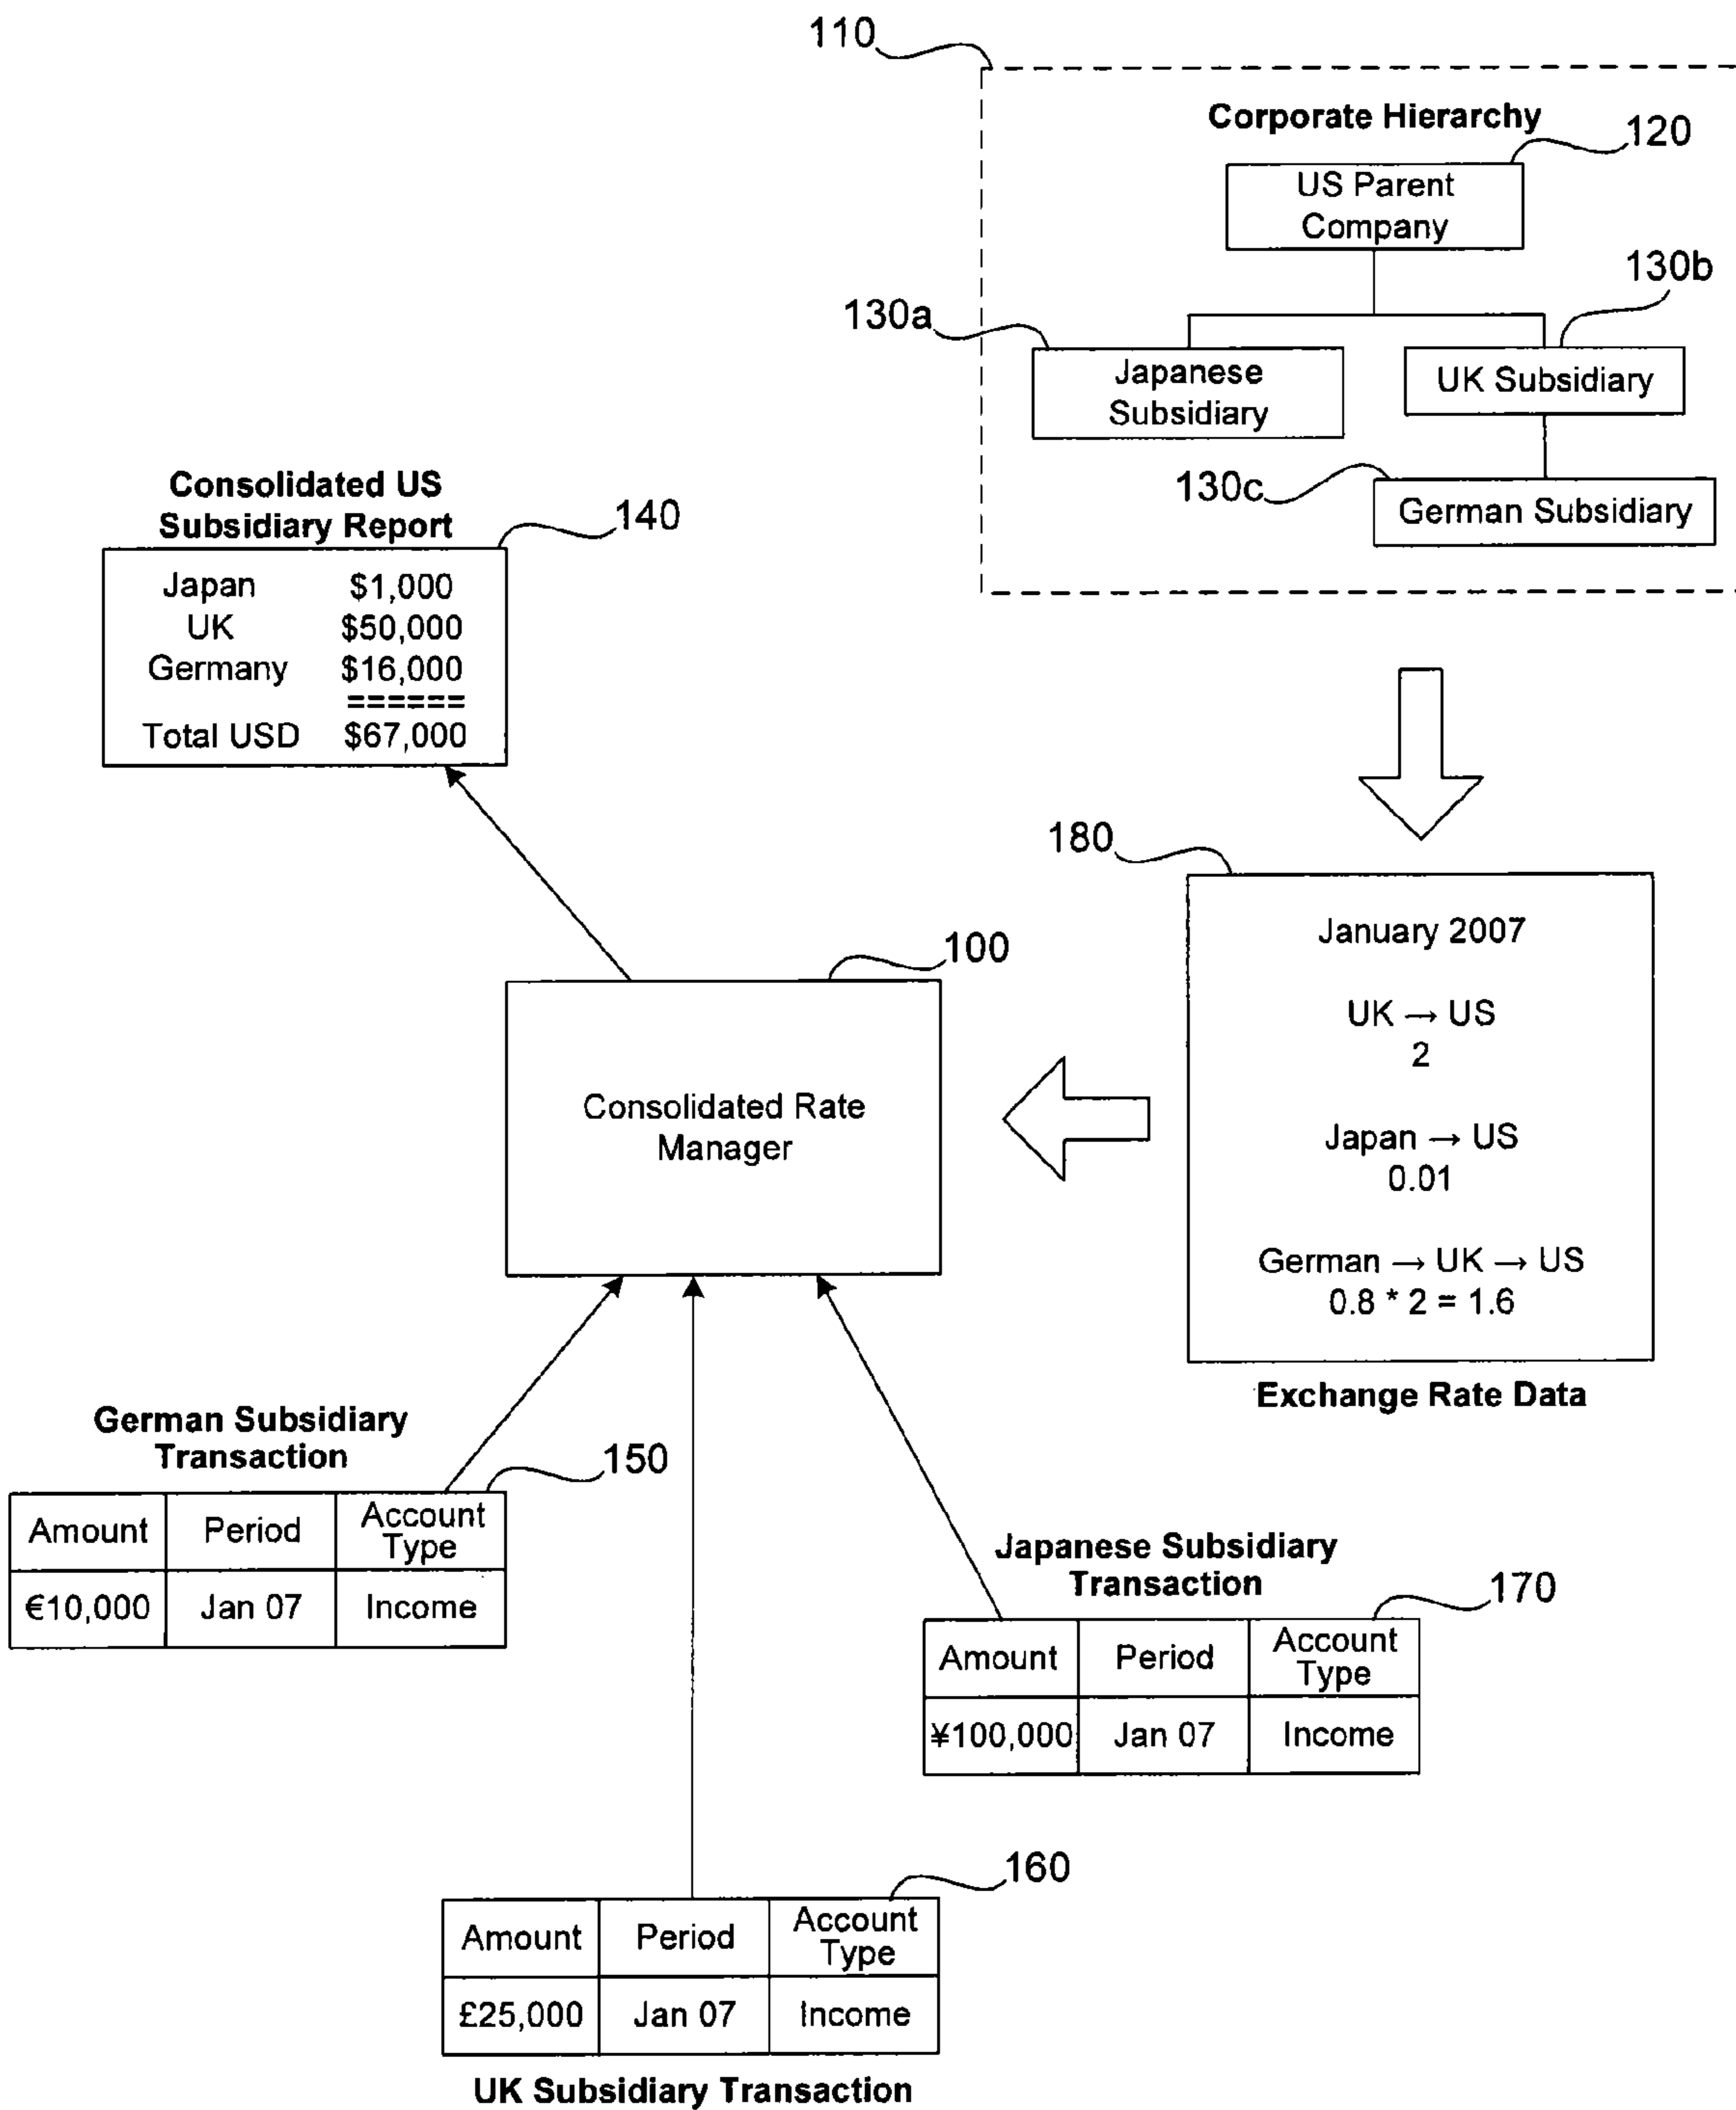 110
Corporate Hierarchy
120
US Parent
Company
130b
130a
Japanese
Subsidiary
UK Subsidiary
130c
German Subsidiary
Consolidated US
Subsidiary Report
140
Japan $1,000
UK $50,000
Germany $16,000
======
Total USD $67,000
180
January 2007
UK → US
2
Japan → US
0.01
German → UK → US
0.8 * 2 = 1.6
Exchange Rate Data
100
Consolidated Rate
Manager
German Subsidiary
Transaction
150
Amount Period Account
Type
€10,000 Jan 07 Income
Japanese Subsidiary
Transaction
170
Amount Period Account
Type
¥100,000 Jan 07 Income
160
Amount Period Account
Type
£25,000 Jan 07 Income
UK Subsidiary Transaction